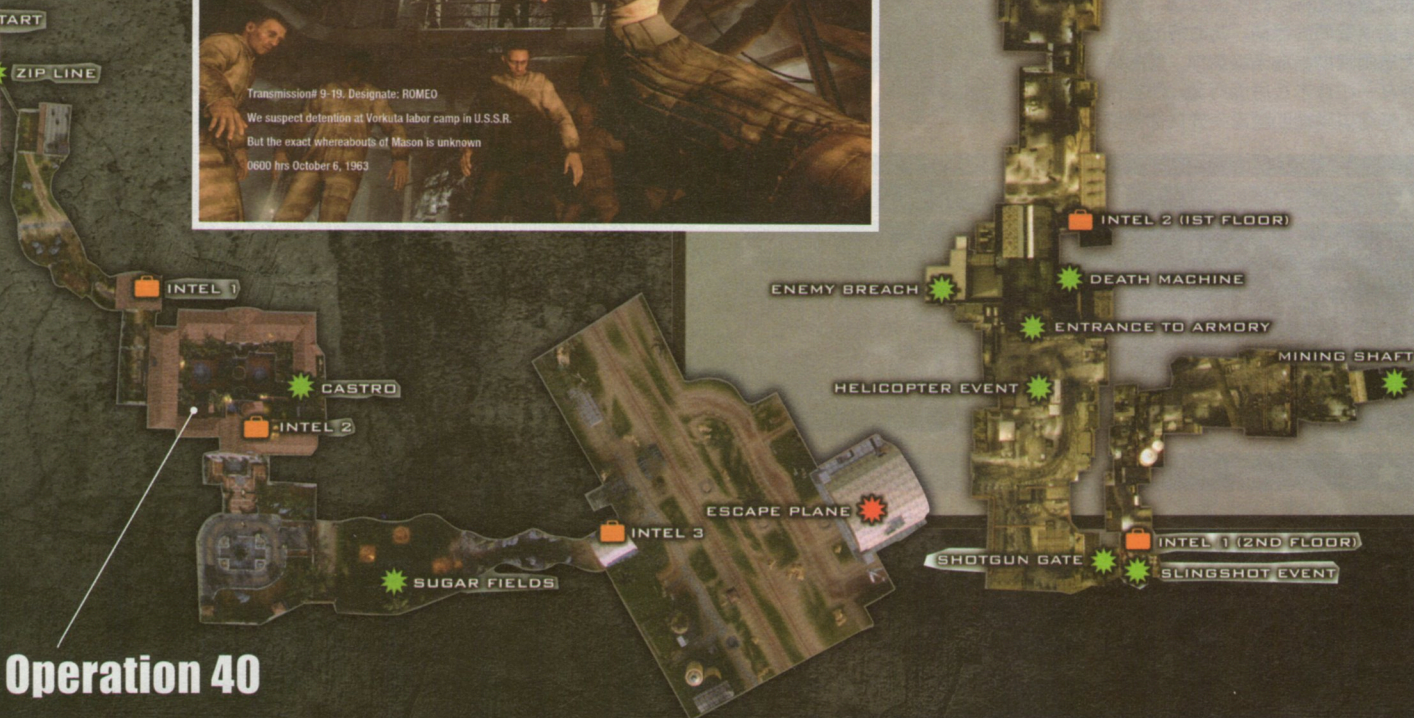 TART
ZIP LINE
Transmission# 9-19. Designate: ROMEO
We suspect detention at Vorkuta labor camp in U.S.S.R.
But the exact whereabouts of Mason is unknown
0600 hrs October 6, 1963
INTEL 1
CASTRO
INTEL 2
SUGAR FIELDS
INTEL 3
ESCAPE PLANE
Operation 40
INTEL 2 (1ST FLOOR)
ENEMY BREACH
DEATH MACHINE
ENTRANCE TO ARMORY
HELICOPTER EVENT
MINING SHAFT
SHOTGUN GATE
INTEL 1 (2ND FLOOR)
SLINGSHOT EVENT